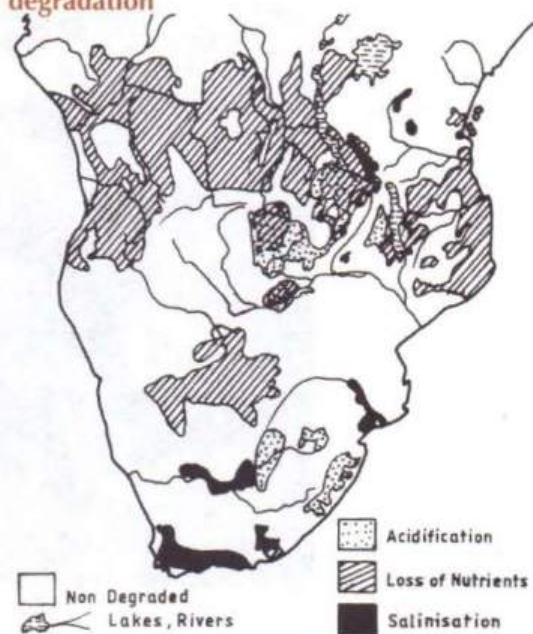 degradation
Acidification
Loss of Nutrients
Salinisation
Non Degraded
Lakes, Rivers